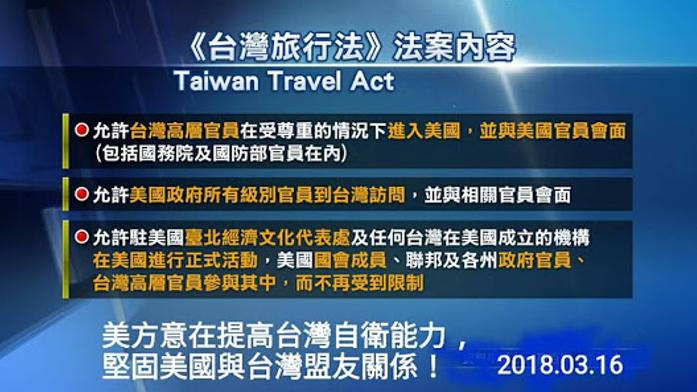 《台灣旅行法》法案內容
Taiwan Travel Act
允許台灣高層官員在受尊重的情況下進入美國，並與美國官員會面
(包括國務院及國防部官員在內)
允許美國政府所有級別官員到台灣訪問，並與相關官員會面
允許駐美國臺北經濟文化代表處及任何台灣在美國成立的機構
在美國進行正式活動，美國國會成員、聯邦及各州政府官員、
台灣高層官員參與其中，而不再受到限制
美方意在提高台灣自衛能力，
堅固美國與台灣盟友關係！
2018.03.16